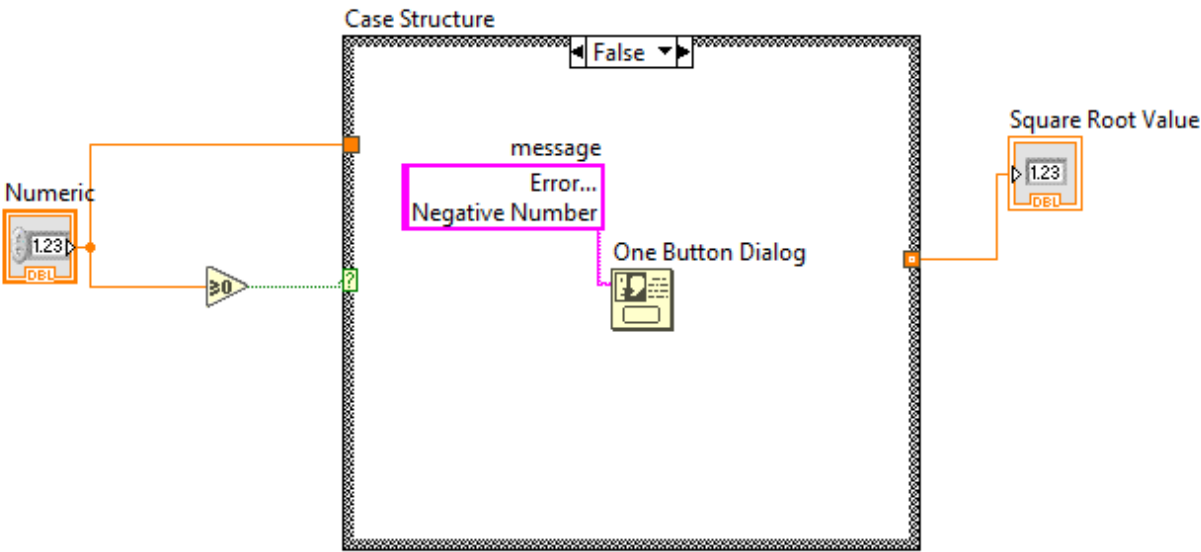 Case Structure
False
Square Root Value
message
1.23
Error...
DBL
Numeric
Negative Number
1.23
DBL
One Button Dialog
≥0
?